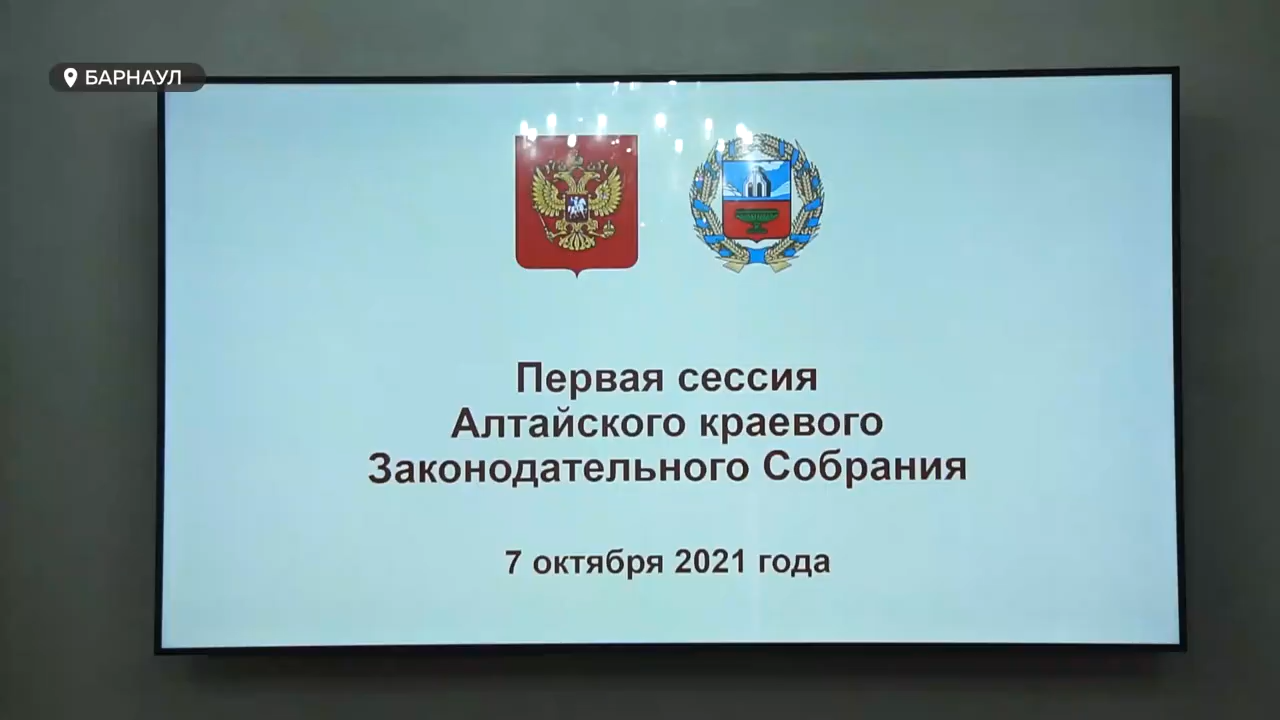 БАРНАУЛ
Первая сессия
Алтайского краевого
Законодательного Собрания
7 октября 2021 года